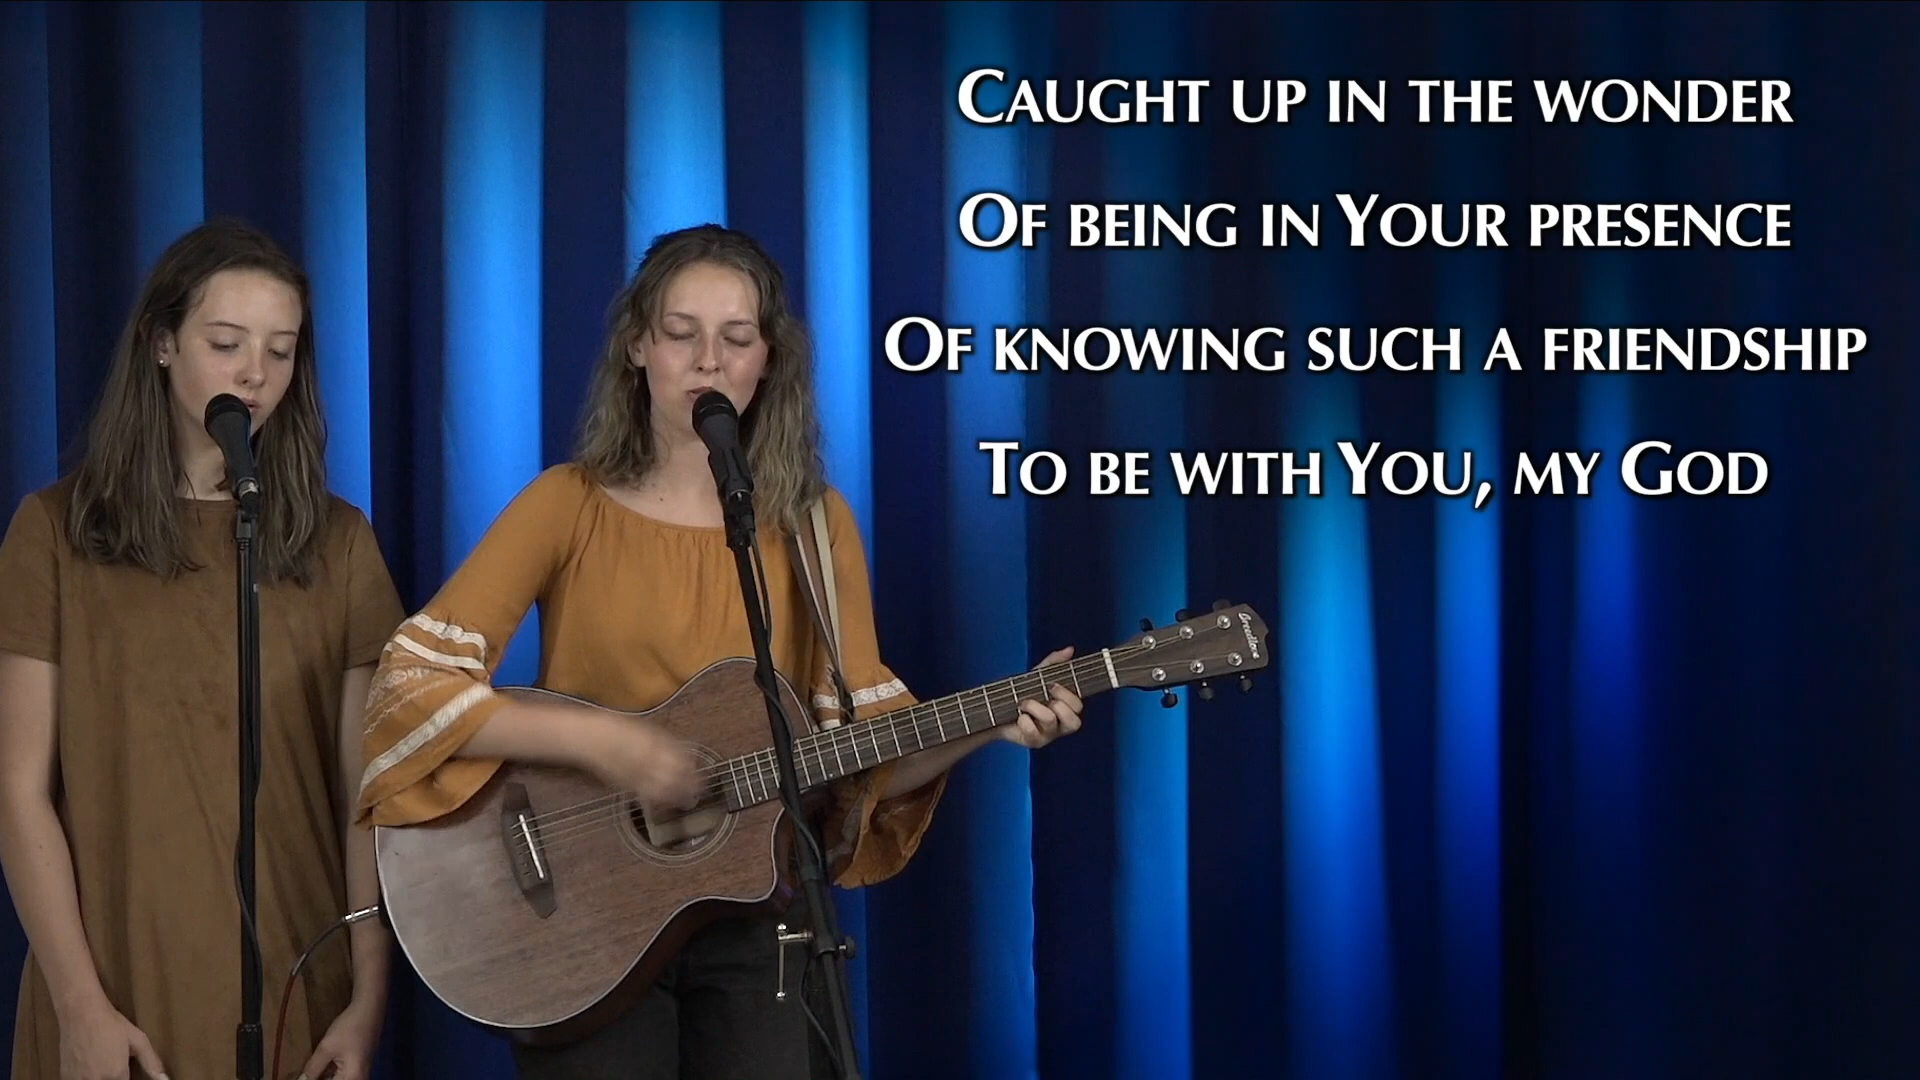 Caught up in the wonder
Of being in Your presence
Of knowing such a friendship
To be with You, my God
Breedlove